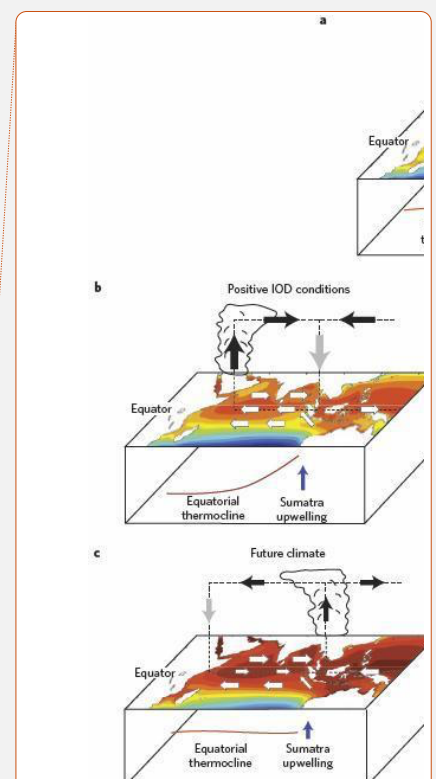 a
Equator
t
b
Positive IOD conditions
Equator
Equatorial
thermocline
Sumatra
upwelling
c
Future climate
Equator
Equatorial
thermocline
Sumatra
upwelling